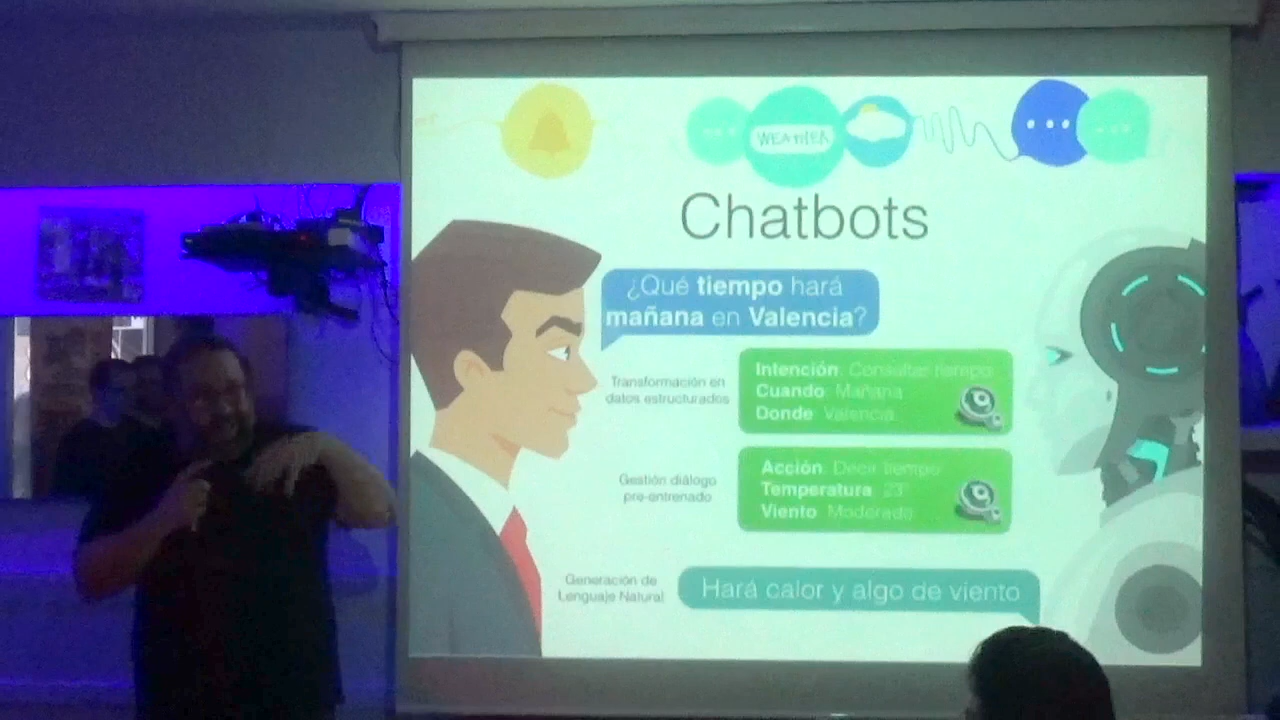 WEATHER
Chatbots
¿Qué tiempo hará
mañana en Valencia?
Transformación en
datos estructurados
Intención: Consultar tiempo
Cuando: Mañana
Donde: Valencia
Gestión diálogo
pre-entrenado
Acción: Decir tiempo
Temperatura: 23
Viento: Moderado
Generación de
Lenguaje Natural
Hará calor y algo de viento